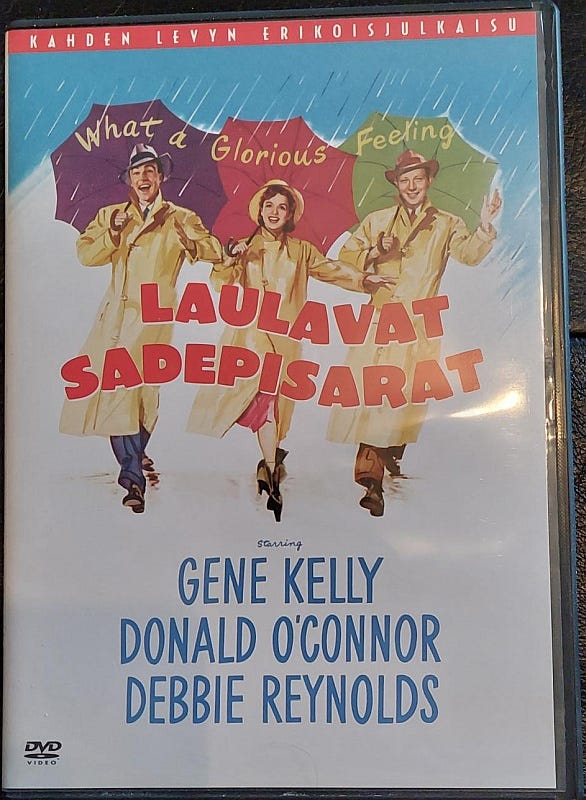 KAHDEN LEVYN ERIKOISJULKAISU
What a Glorious Feeling
LAULAVAT
SADEPISARAT
starring
GENE KELLY
DONALD O'CONNOR
DEBBIE REYNOLDS
DVD
VIDEO